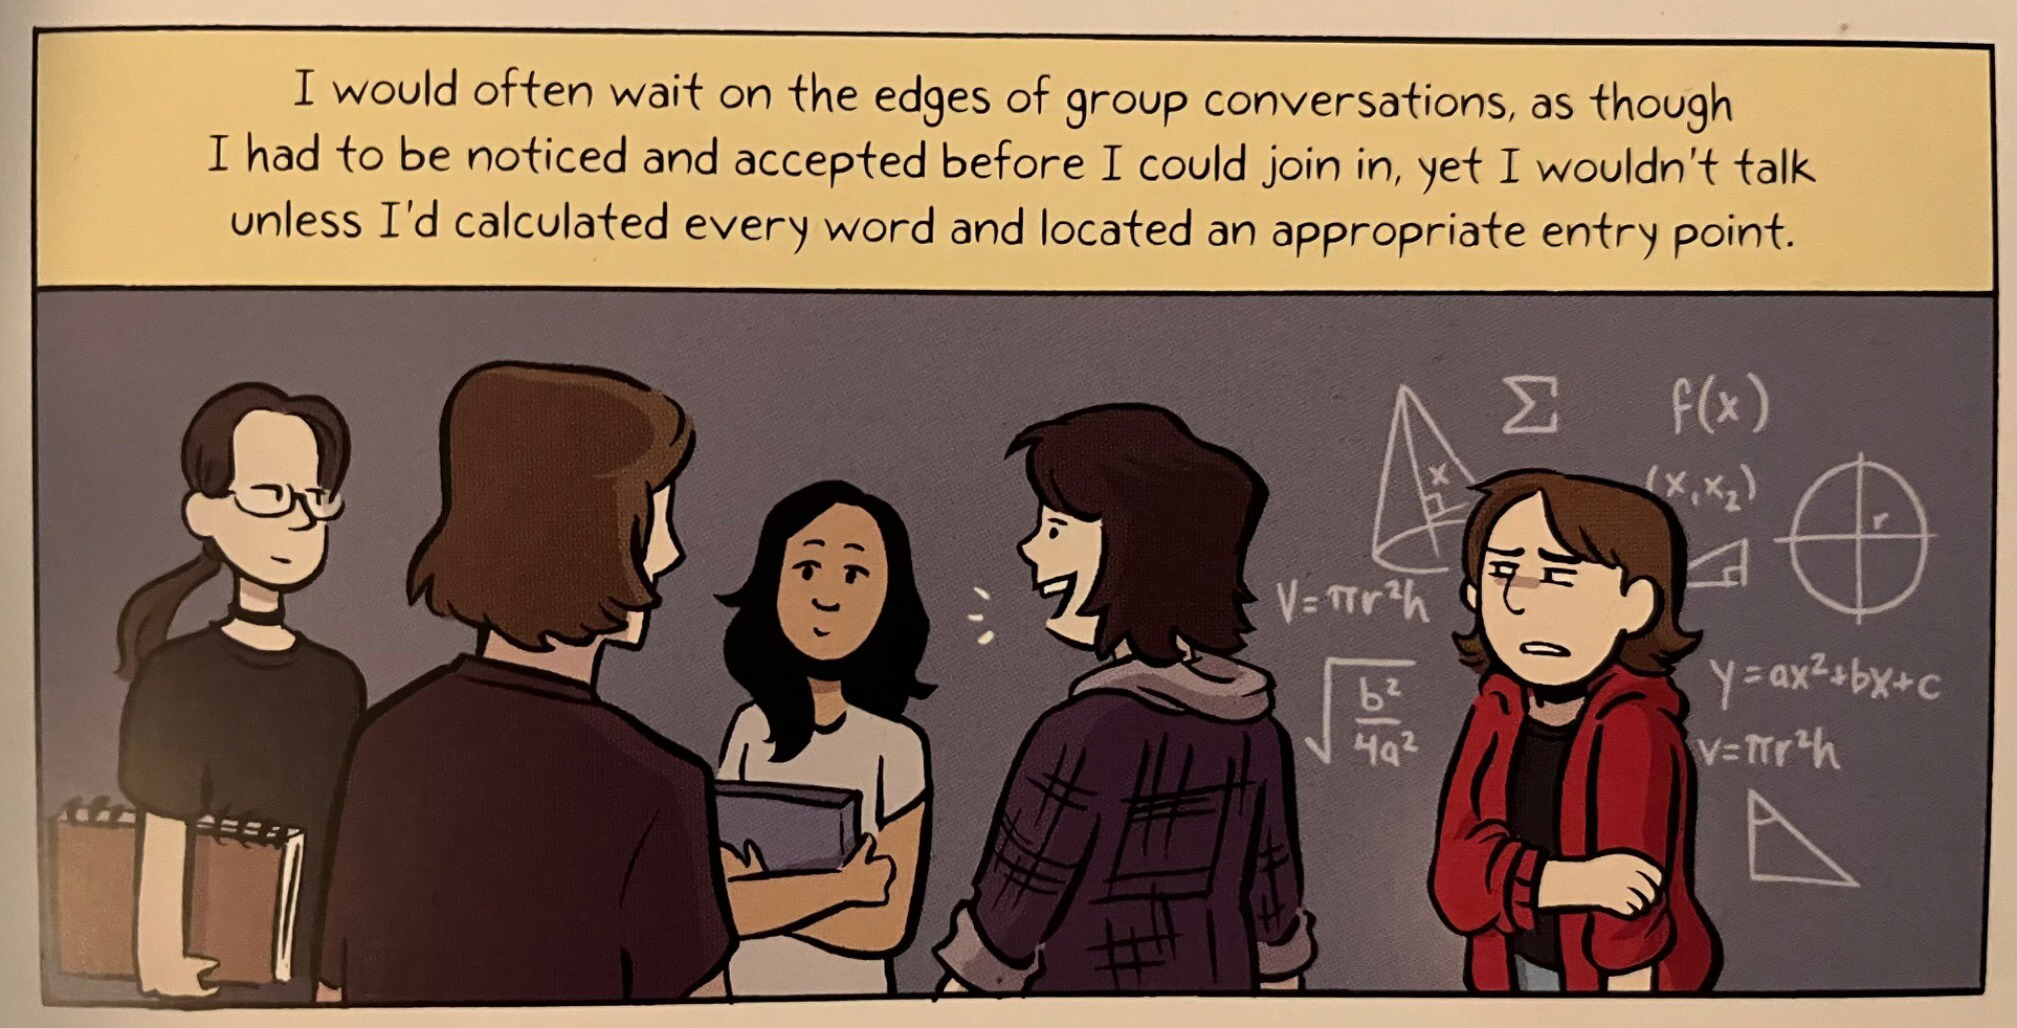 I would often wait on the edges of group conversations, as though
I had to be noticed and accepted before I could join in, yet I wouldn't talk
unless I'd calculated every word and located an appropriate entry point.
Σ f(x)
x (x,x₂)
r
V=πr²h
y=ax²+bx+c
√b²/4a²
v=πr²h